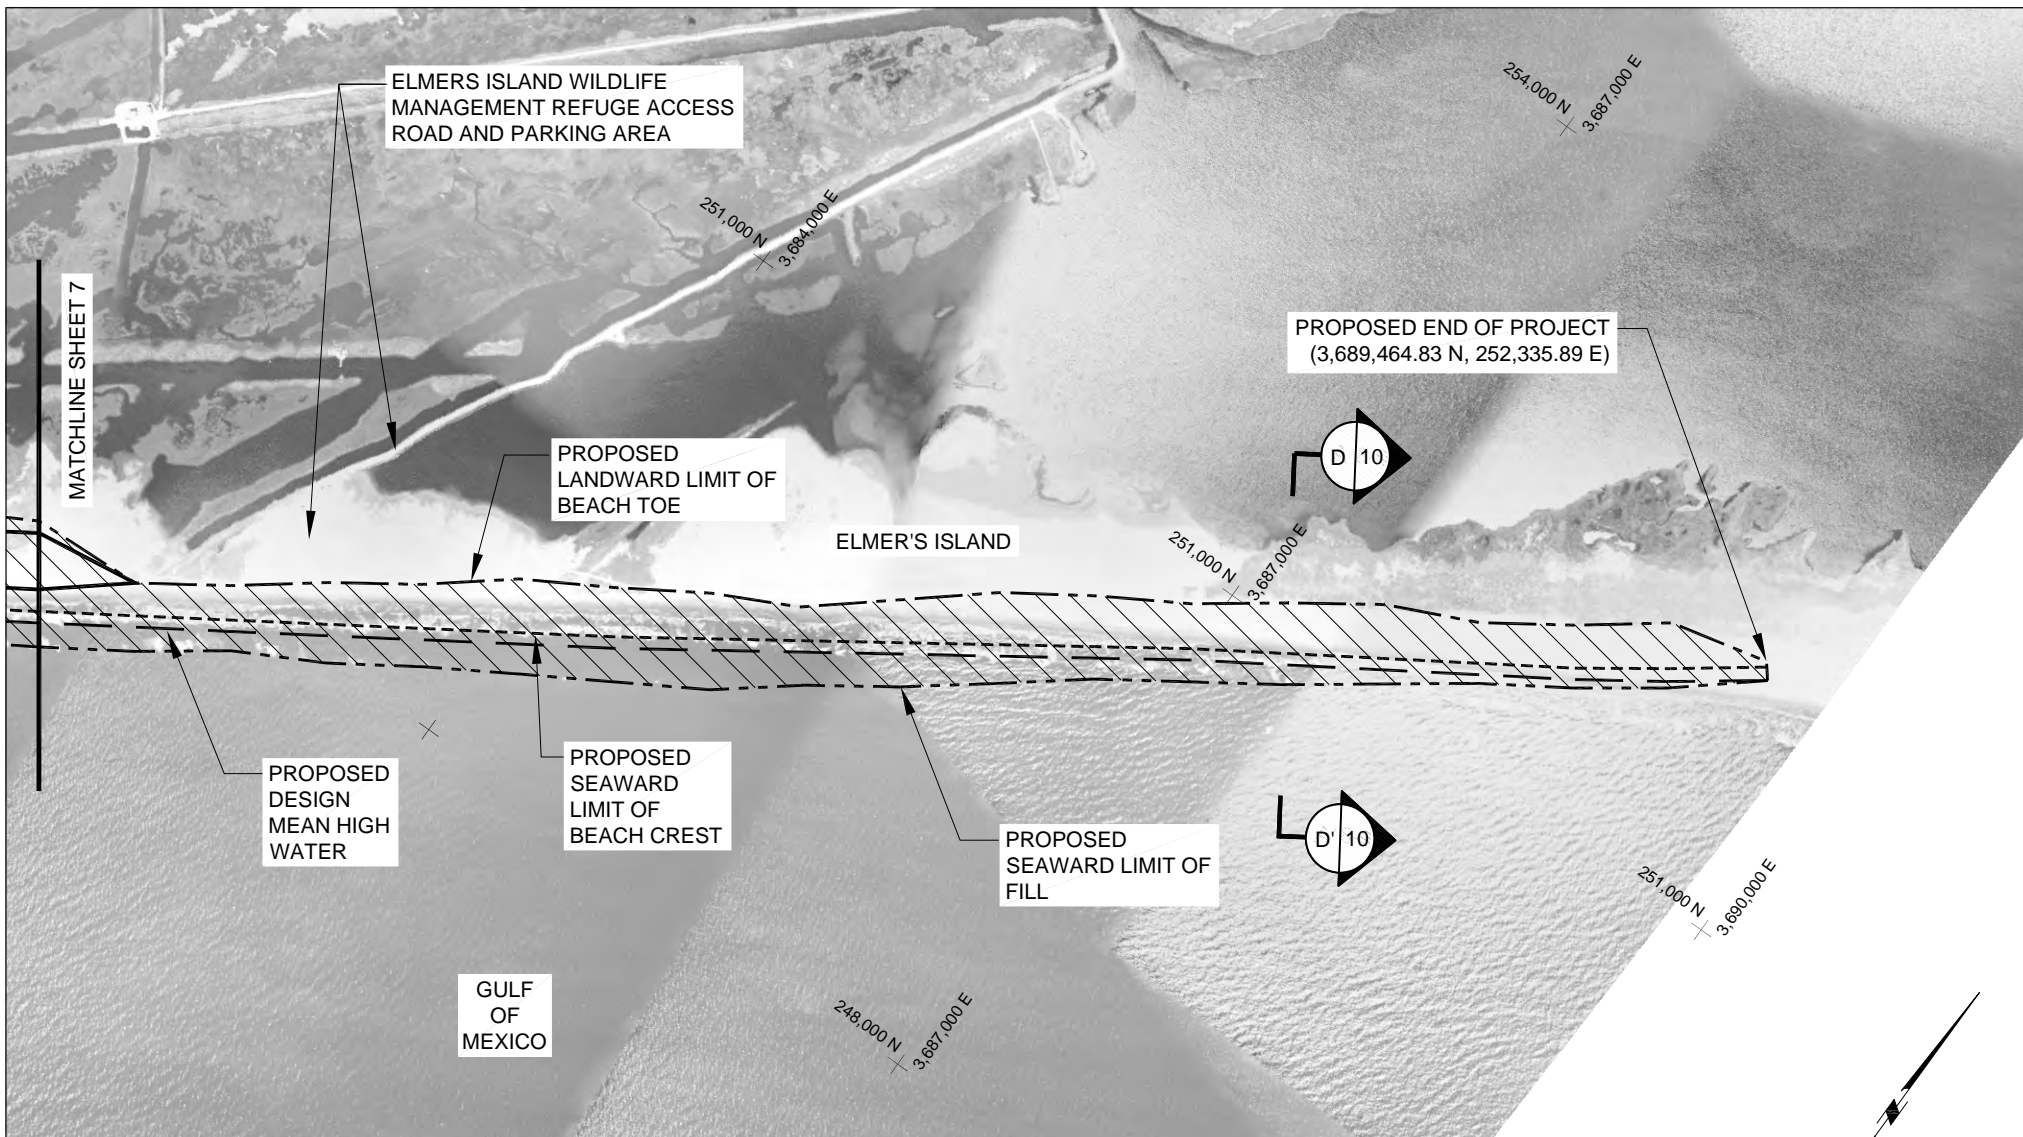 ELMERS ISLAND WILDLIFE
MANAGEMENT REFUGE ACCESS
ROAD AND PARKING AREA
254,000 N
3,687,000 E
251,000 N
3,684,000 E
MATCHLINE SHEET 7
PROPOSED END OF PROJECT
(3,689,464.83 N, 252,335.89 E)
D 10
PROPOSED
LANDWARD LIMIT OF
BEACH TOE
ELMER'S ISLAND
251,000 N
3,687,000 E
PROPOSED
DESIGN
MEAN HIGH
WATER
PROPOSED
SEAWARD
LIMIT OF
BEACH CREST
PROPOSED
SEAWARD LIMIT OF
FILL
D' 10
251,000 N
3,690,000 E
GULF
OF
MEXICO
248,000 N
3,687,000 E